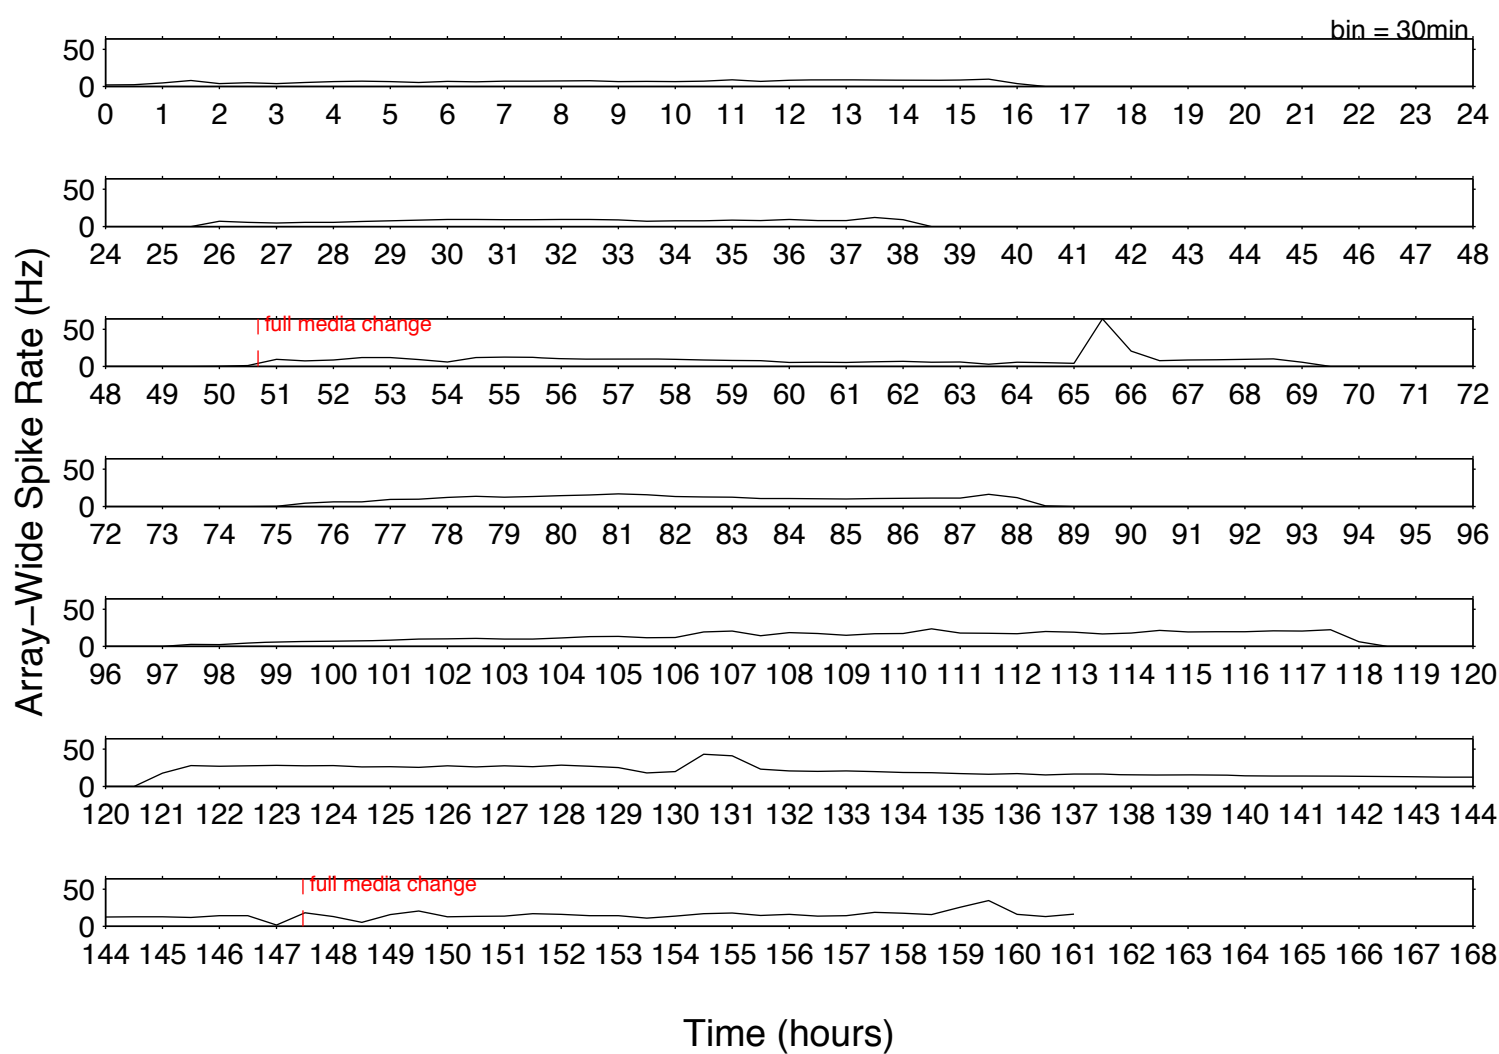 bin = 30min
50
0
0 1 2 3 4 5 6 7 8 9 10 11 12 13 14 15 16 17 18 19 20 21 22 23 24
50
0
24 25 26 27 28 29 30 31 32 33 34 35 36 37 38 39 40 41 42 43 44 45 46 47 48
full media change
50
0
48 49 50 51 52 53 54 55 56 57 58 59 60 61 62 63 64 65 66 67 68 69 70 71 72
50
0
72 73 74 75 76 77 78 79 80 81 82 83 84 85 86 87 88 89 90 91 92 93 94 95 96
50
0
96 97 98 99 100 101 102 103 104 105 106 107 108 109 110 111 112 113 114 115 116 117 118 119 120
50
0
120 121 122 123 124 125 126 127 128 129 130 131 132 133 134 135 136 137 138 139 140 141 142 143 144
full media change
50
0
144 145 146 147 148 149 150 151 152 153 154 155 156 157 158 159 160 161 162 163 164 165 166 167 168
Array-Wide Spike Rate (Hz)
Time (hours)